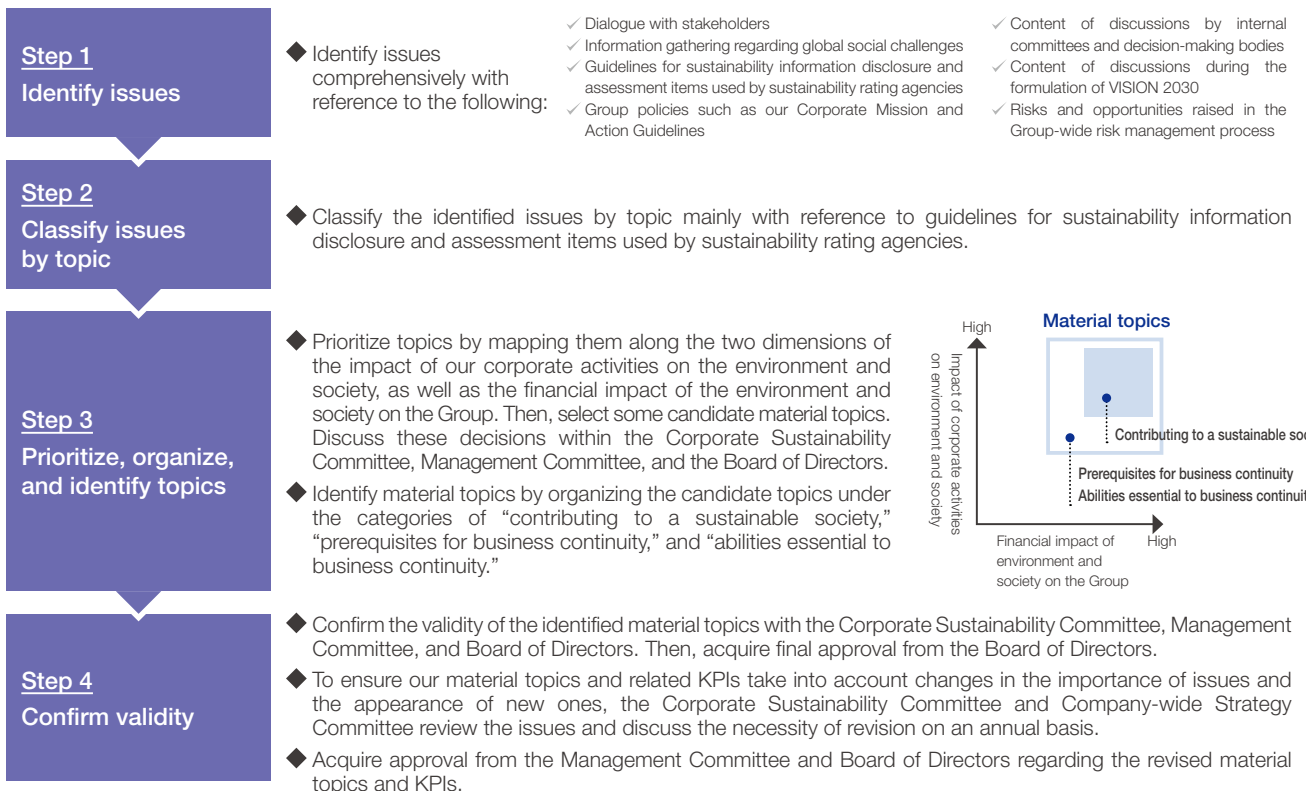 Step 1
Identify issues
◆ Identify issues
comprehensively with
reference to the following:
✓ Dialogue with stakeholders
✓ Information gathering regarding global social challenges
✓ Guidelines for sustainability information disclosure and
assessment items used by sustainability rating agencies
✓ Group policies such as our Corporate Mission and
Action Guidelines
✓ Content of discussions by internal
committees and decision-making bodies
✓ Content of discussions during the
formulation of VISION 2030
✓ Risks and opportunities raised in the
Group-wide risk management process
Step 2
Classify issues
by topic
◆ Classify the identified issues by topic mainly with reference to guidelines for sustainability information
disclosure and assessment items used by sustainability rating agencies.
Step 3
Prioritize, organize,
and identify topics
◆ Prioritize topics by mapping them along the two dimensions of
the impact of our corporate activities on the environment and
society, as well as the financial impact of the environment and
society on the Group. Then, select some candidate material topics.
Discuss these decisions within the Corporate Sustainability
Committee, Management Committee, and the Board of Directors.
◆ Identify material topics by organizing the candidate topics under
the categories of “contributing to a sustainable society,”
“prerequisites for business continuity,” and “abilities essential to
business continuity.”
High
Material topics
Impact of corporate activities
on environment and society
Contributing to a sustainable soc
Prerequisites for business continuity
Abilities essential to business continuit
Financial impact of
environment and
society on the Group
High
Step 4
Confirm validity
◆ Confirm the validity of the identified material topics with the Corporate Sustainability Committee, Management
Committee, and Board of Directors. Then, acquire final approval from the Board of Directors.
◆ To ensure our material topics and related KPIs take into account changes in the importance of issues and
the appearance of new ones, the Corporate Sustainability Committee and Company-wide Strategy
Committee review the issues and discuss the necessity of revision on an annual basis.
◆ Acquire approval from the Management Committee and Board of Directors regarding the revised material
topics and KPIs.